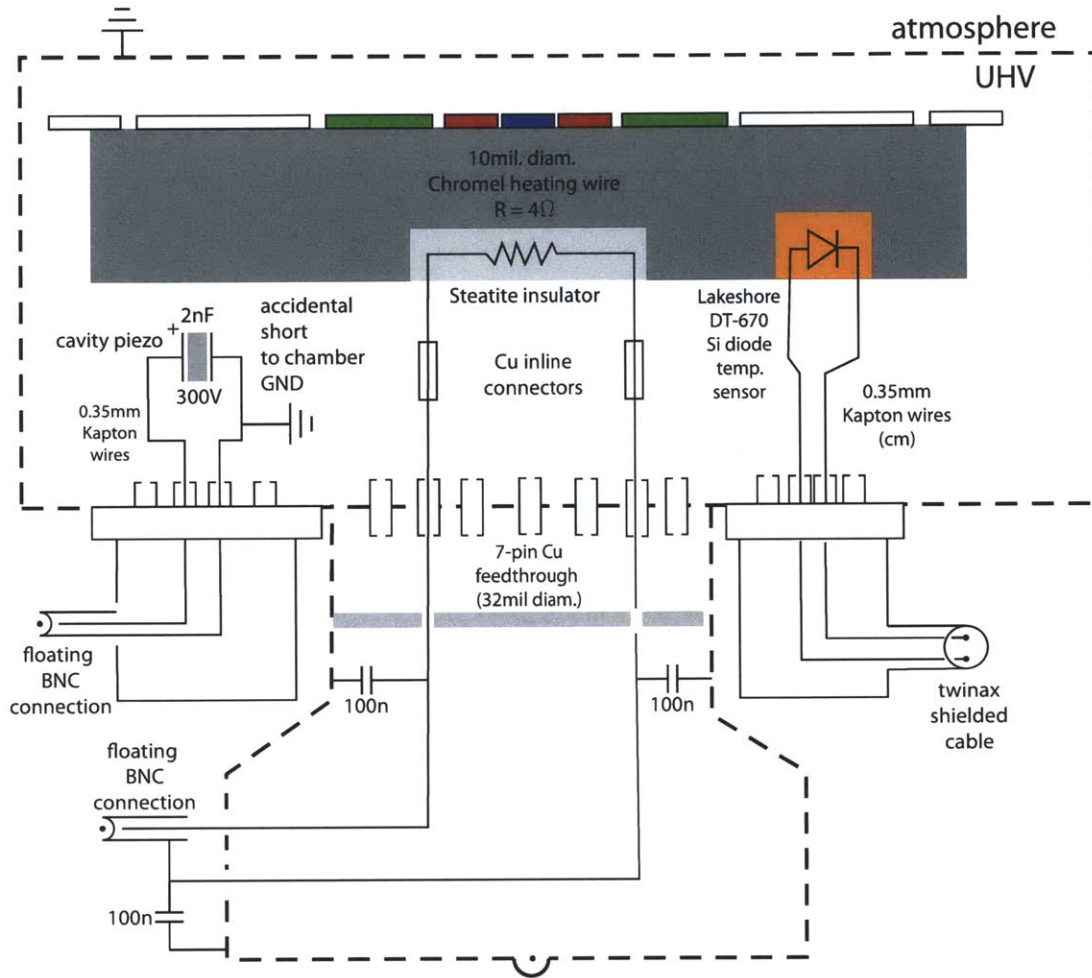 atmosphere
UHV
10mil. diam.
Chromel heating wire
R = 4Ω
Steatite insulator
cavity piezo
+
2nF
300V
accidental
short
to chamber
GND
0.35mm
Kapton
wires
Cu inline
connectors
Lakeshore
DT-670
Si diode
temp.
sensor
0.35mm
Kapton wires
(cm)
7-pin Cu
feedthrough
(32mil diam.)
floating
BNC
connection
100n
100n
twinax
shielded
cable
floating
BNC
connection
100n